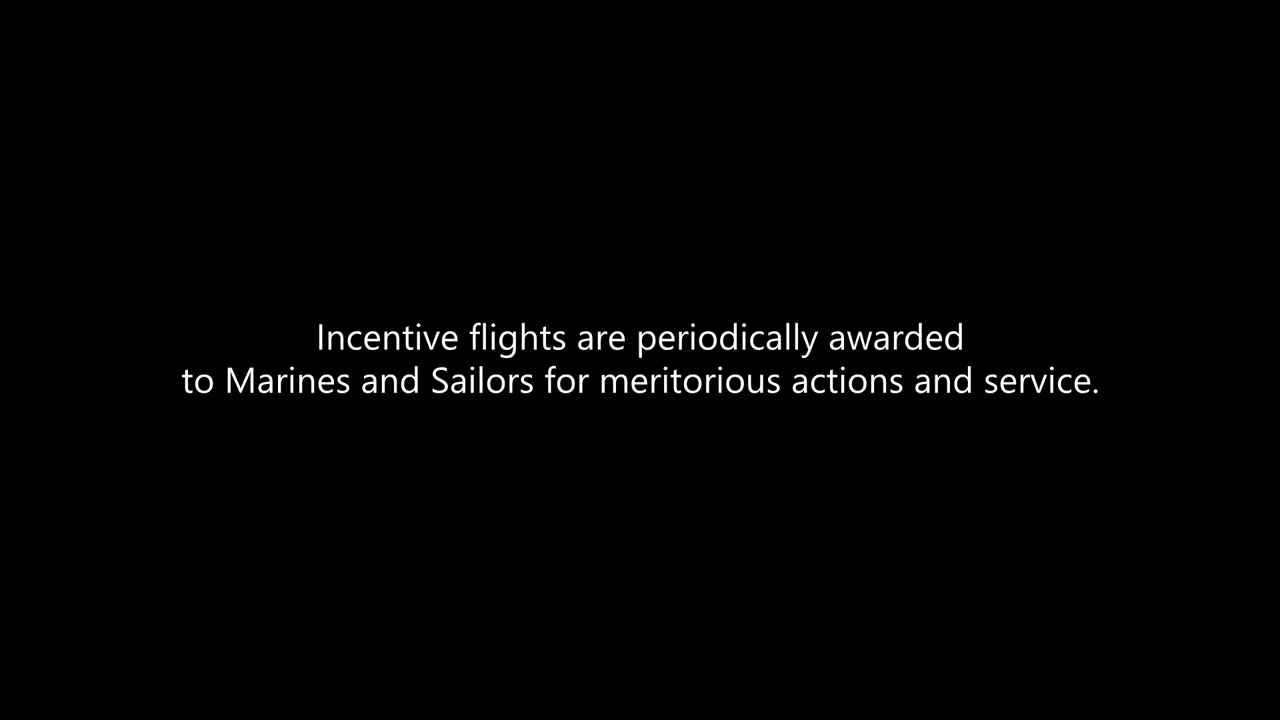 Incentive flights are periodically awarded
to Marines and Sailors for meritorious actions and service.